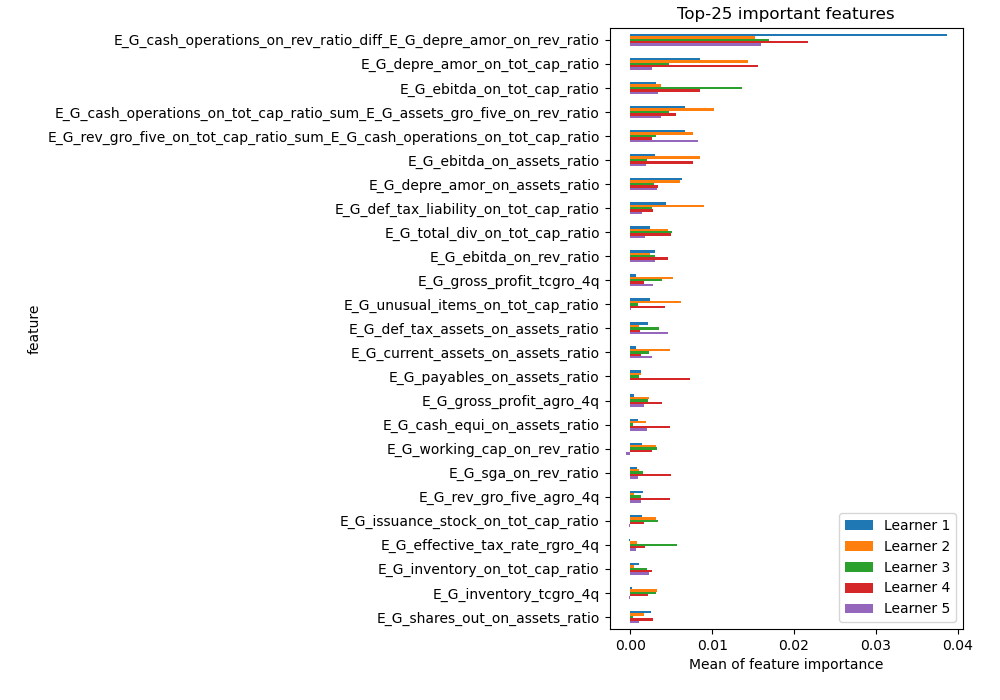 Top-25 important features
E_G_cash_operations_on_rev_ratio_diff_E_G_depre_amor_on_rev_ratio
E_G_depre_amor_on_tot_cap_ratio
E_G_ebitda_on_tot_cap_ratio
E_G_cash_operations_on_tot_cap_ratio_sum_E_G_assets_gro_five_on_rev_ratio
E_G_rev_gro_five_on_tot_cap_ratio_sum_E_G_cash_operations_on_tot_cap_ratio
E_G_ebitda_on_assets_ratio
E_G_depre_amor_on_assets_ratio
E_G_def_tax_liability_on_tot_cap_ratio
E_G_total_div_on_tot_cap_ratio
E_G_ebitda_on_rev_ratio
E_G_gross_profit_tcgro_4q
E_G_unusual_items_on_tot_cap_ratio
E_G_def_tax_assets_on_assets_ratio
E_G_current_assets_on_assets_ratio
E_G_payables_on_assets_ratio
E_G_gross_profit_agro_4q
E_G_cash_equi_on_assets_ratio
E_G_working_cap_on_rev_ratio
E_G_sga_on_rev_ratio
E_G_rev_gro_five_agro_4q
E_G_issuance_stock_on_tot_cap_ratio
E_G_effective_tax_rate_rgro_4q
E_G_inventory_on_tot_cap_ratio
E_G_inventory_tcgro_4q
E_G_shares_out_on_assets_ratio
feature
Learner 1
Learner 2
Learner 3
Learner 4
Learner 5
0.00 0.01 0.02 0.03 0.04
Mean of feature importance